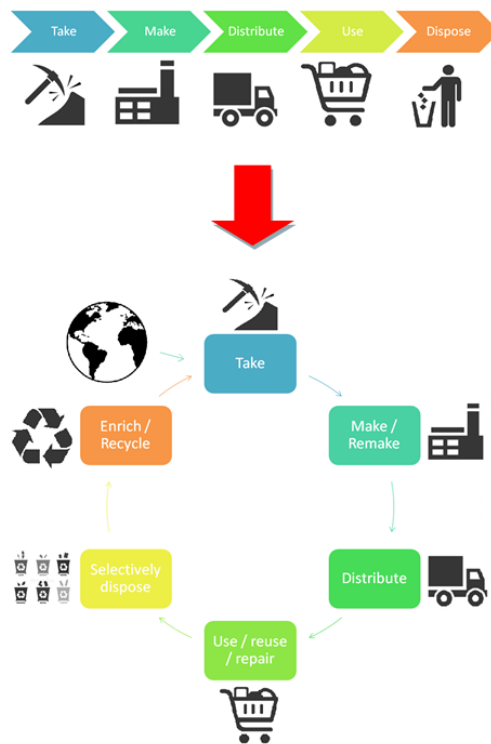 Take
Make
Distribute
Use
Dispose
Take
Make /
Remake
Distribute
Use / reuse
/ repair
Selectively
dispose
Enrich /
Recycle